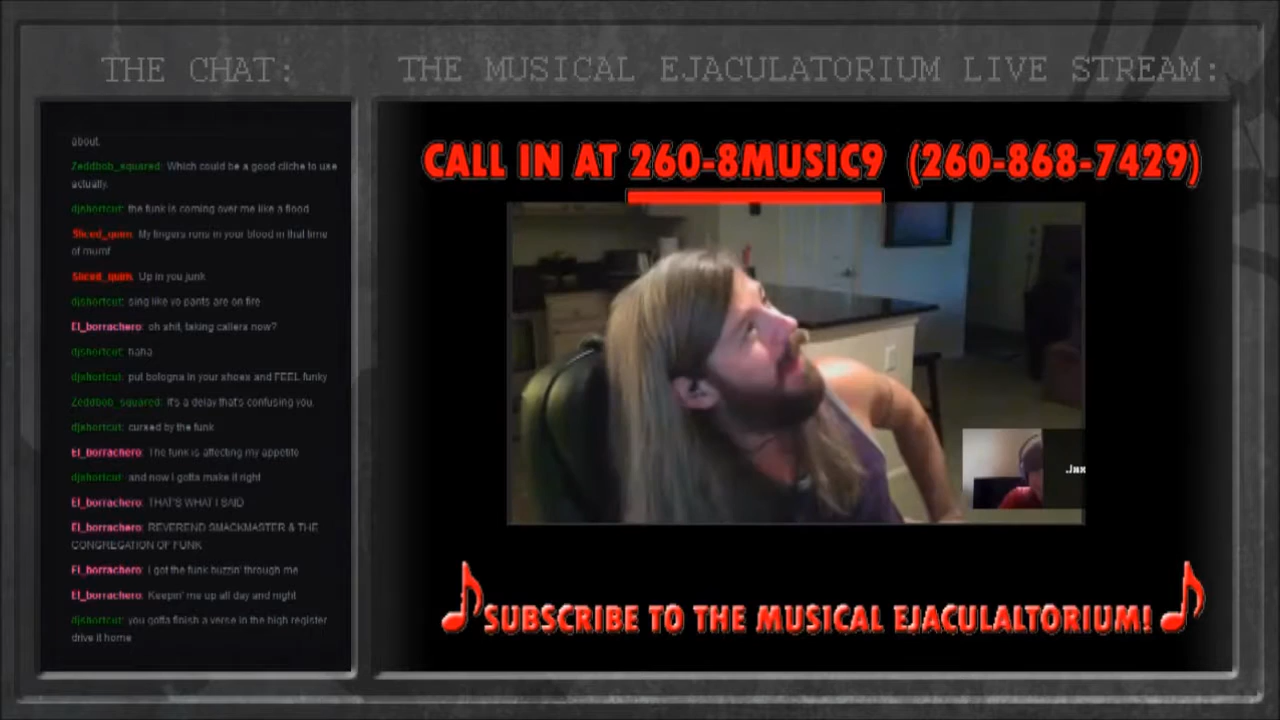 THE CHAT:
THE MUSICAL EJACULATORIUM LIVE STREAM:
about.
Zeddbob_squared: Which could be a good cliche to use
actually.
djshortcut: the funk is coming over me like a flood
Sliced_quim: My fingers runs in your blood in that time
of mumf
Sliced_quim: Up in you junk
djshortcut: sing like yo pants are on fire
El_borrachero: oh shit, taking callers now?
djshortcut: haha
djshortcut: put bologna in your shoes and FEEL funky
Zeddbob_squared: It's a delay that's confusing you.
djshortcut: cursed by the funk
El_borrachero: The funk is affecting my appetite
djshortcut: and now I gotta make it right
El_borrachero: THAT'S WHAT I SAID
El_borrachero: REVEREND SMACKMASTER & THE
CONGREGATION OF FUNK
El_borrachero: I got the funk buzzin' through me
El_borrachero: Keepin' me up all day and night
djshortcut: you gotta finish a verse in the high register
drive it home
CALL IN AT 260-8MUSIC9 (260-868-7429)
.Jax
SUBSCRIBE TO THE MUSICAL EJACULALTORIUM!